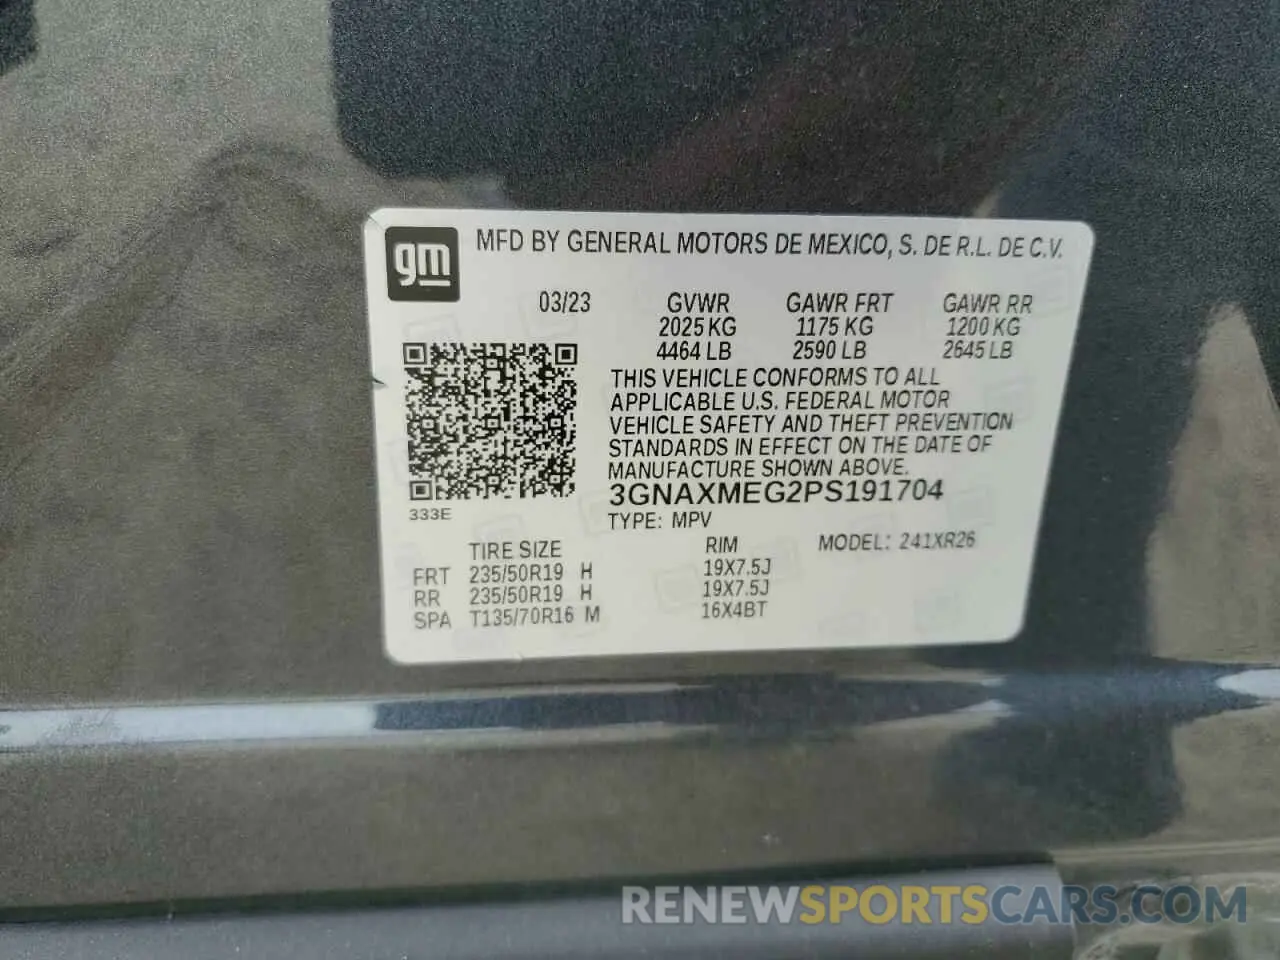 gm
MFD BY GENERAL MOTORS DE MEXICO, S. DE R.L. DE C.V.
03/23 GVWR GAWR FRT GAWR RR
2025 KG 1175 KG 1200 KG
4464 LB 2590 LB 2645 LB
THIS VEHICLE CONFORMS TO ALL
APPLICABLE U.S. FEDERAL MOTOR
VEHICLE SAFETY AND THEFT PREVENTION
STANDARDS IN EFFECT ON THE DATE OF
MANUFACTURE SHOWN ABOVE.
3GNAXMEG2PS191704
333E
TYPE: MPV
TIRE SIZE RIM MODEL: 241XR26
FRT 235/50R19 H 19X7.5J
RR 235/50R19 H 19X7.5J
SPA T135/70R16 M 16X4BT
RENEWSPORTSCARS.COM